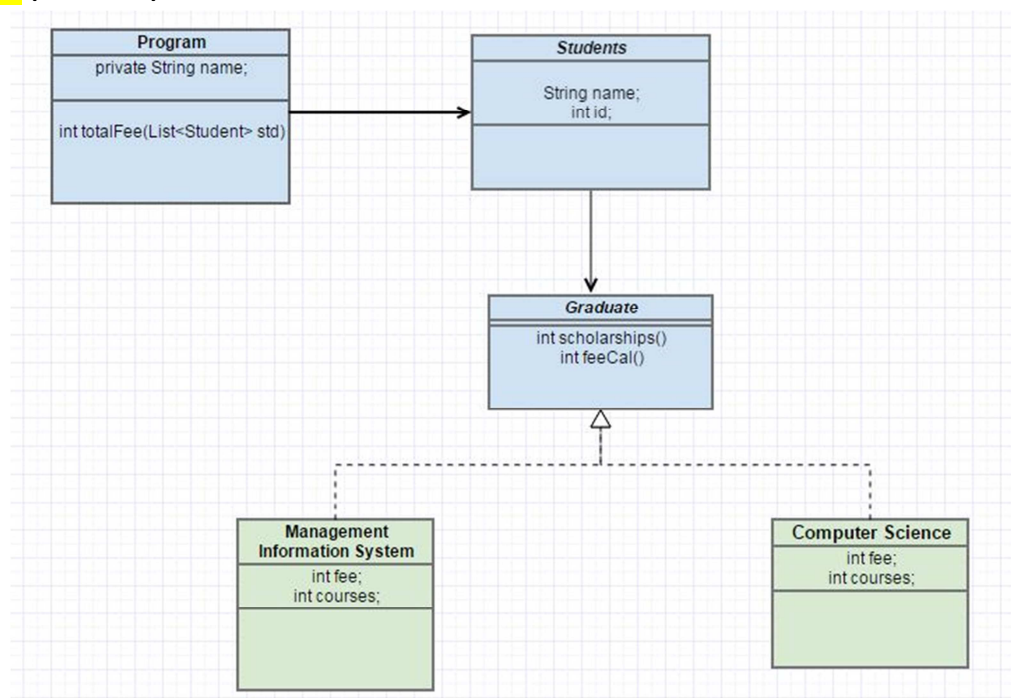 Program
private String name;
int totalFee(List<Student> std)
Students
String name;
int id;
Graduate
int scholarships()
int feeCal()
Management
Information System
int fee;
int courses;
Computer Science
int fee;
int courses;